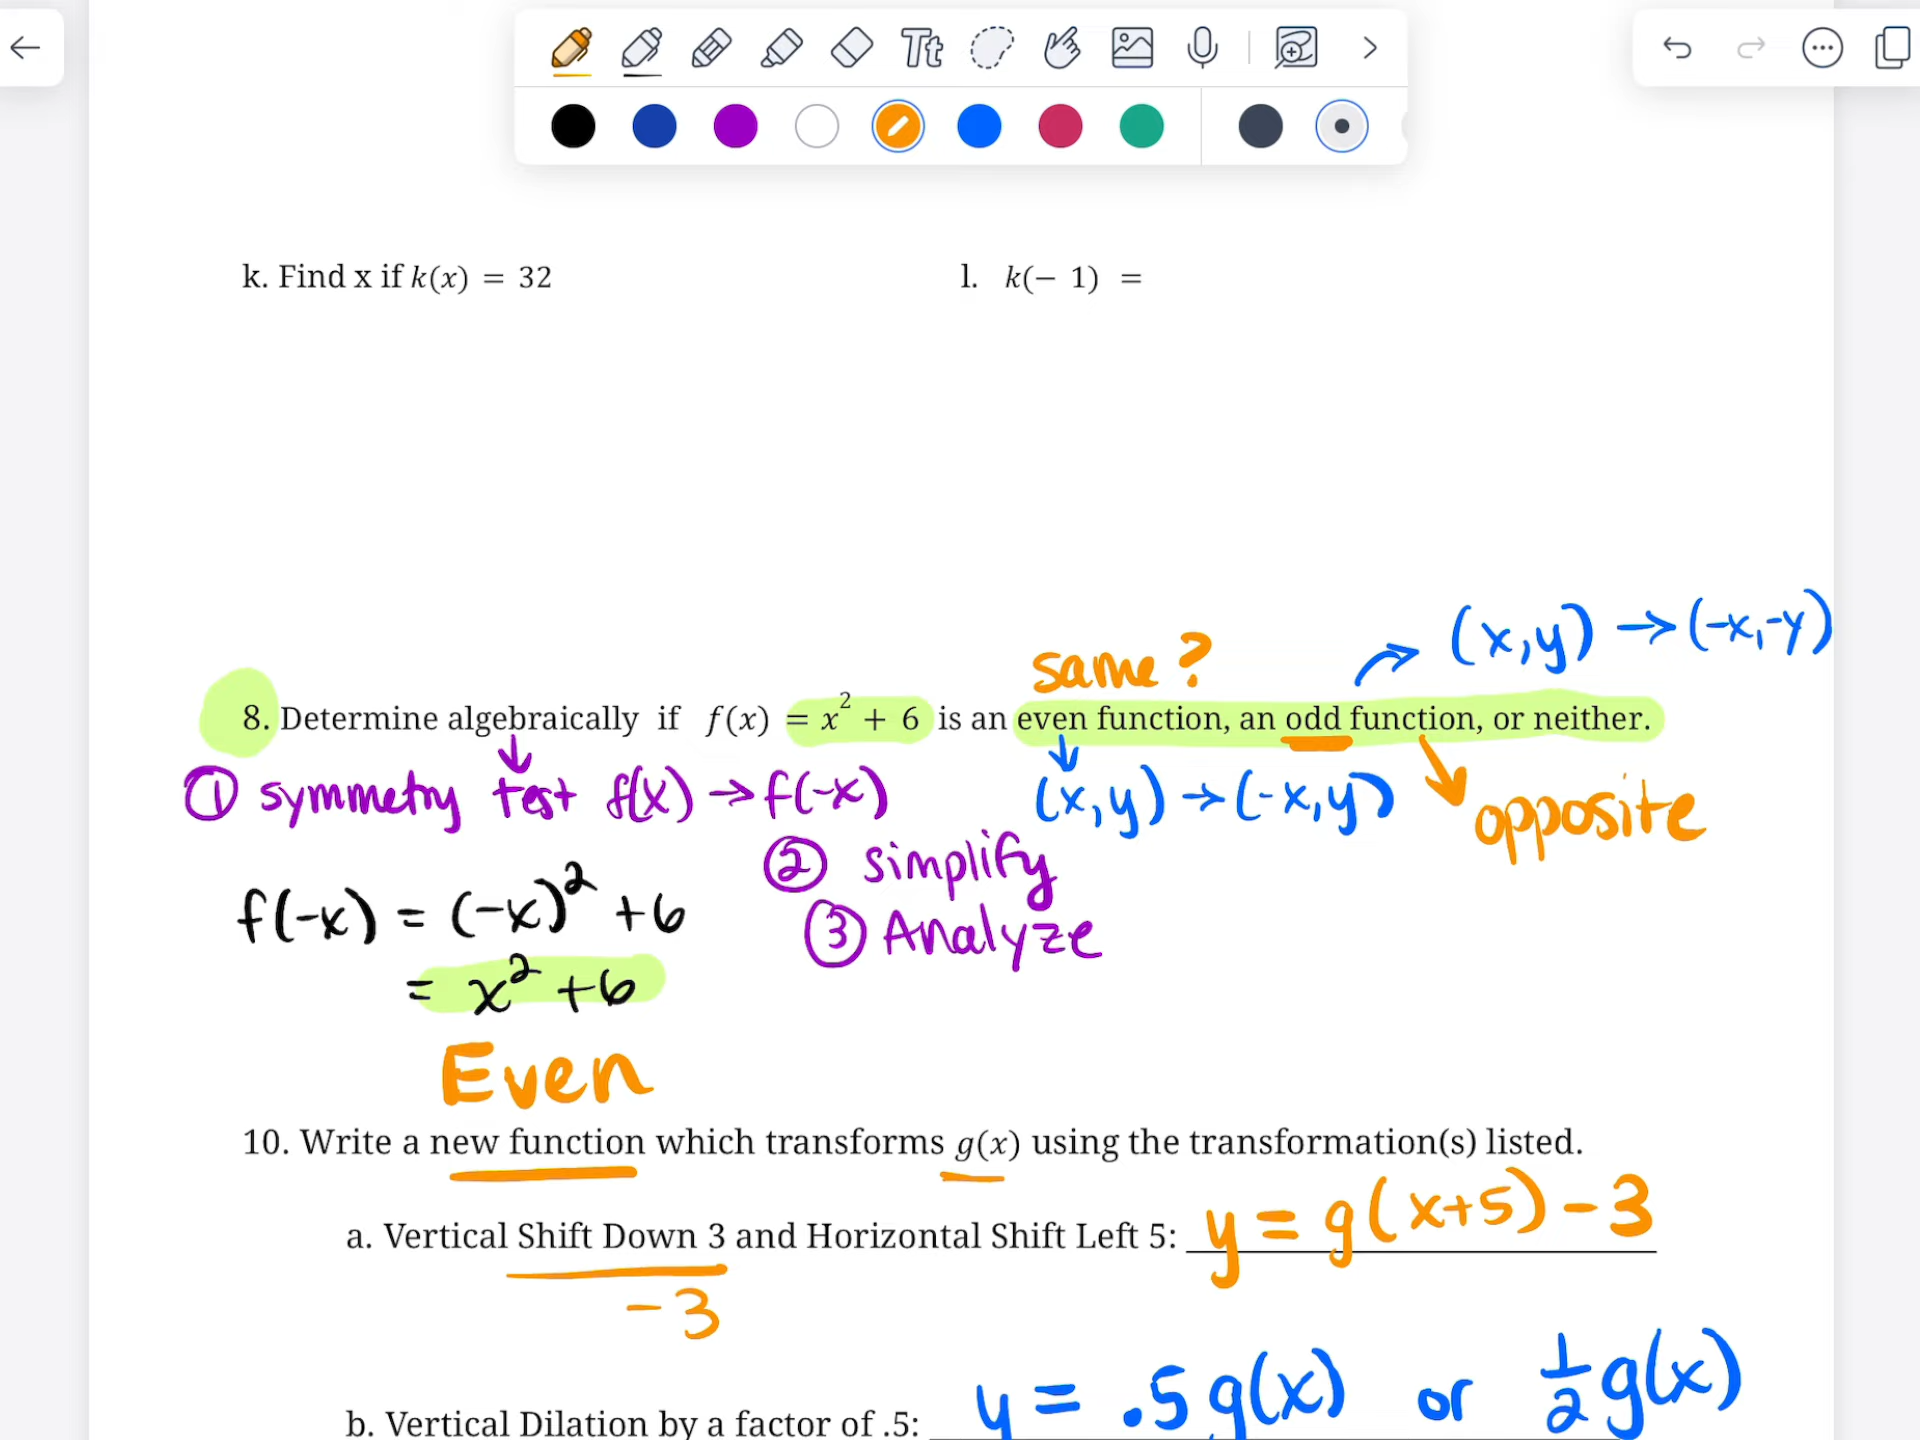 Tt
k. Find x if k(x) = 32
l. k(− 1) =
same?
(x,y) → (-x,-y)
8. Determine algebraically if f(x) = x² + 6 is an even function, an odd function, or neither.
① symmetry test f(x) → f(-x)
(x,y) → (-x,y)
opposite
② simplify
f(-x) = (-x)² + 6
③ Analyze
= x² + 6
Even
10. Write a new function which transforms g(x) using the transformation(s) listed.
a. Vertical Shift Down 3 and Horizontal Shift Left 5: y = g(x+5) - 3
-3
b. Vertical Dilation by a factor of .5: y = .5g(x) or ½g(x)